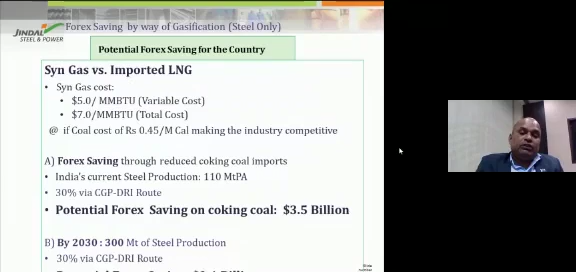 Forex Saving by way of Gasification (Steel Only)
JINDAL
STEEL & POWER
Potential Forex Saving for the Country
Syn Gas vs. Imported LNG
• Syn Gas cost:
• $5.0/ MMBTU (Variable Cost)
• $7.0/MMBTU (Total Cost)
@ if Coal cost of Rs 0.45/M Cal making the industry competitive
A) Forex Saving through reduced coking coal imports
• India's current Steel Production: 110 MtPA
• 30% via CGP-DRI Route
• Potential Forex Saving on coking coal: $3.5 Billion
B) By 2030 : 300 Mt of Steel Production
• 30% via CGP-DRI Route